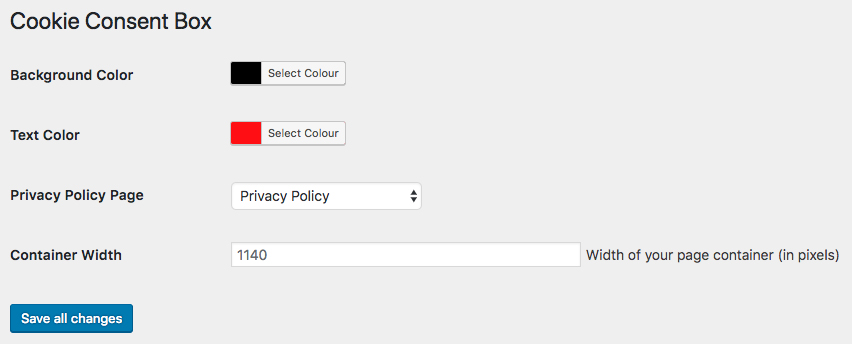 Cookie Consent Box
Background Color Select Colour
Text Color Select Colour
Privacy Policy Page Privacy Policy
Container Width 1140 Width of your page container (in pixels)
Save all changes